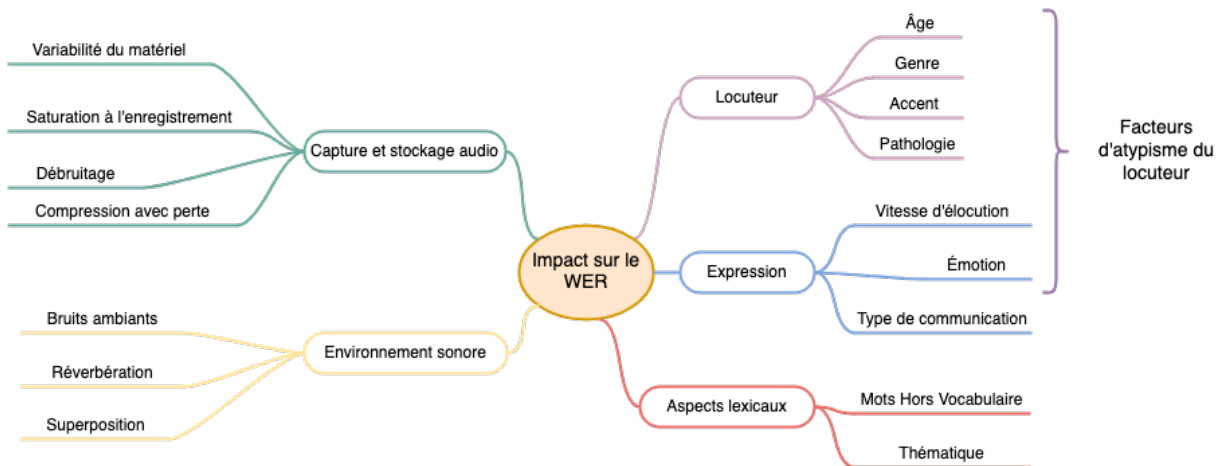 Variabilité du matériel
Saturation à l'enregistrement
Débruitage
Compression avec perte
Capture et stockage audio
Bruits ambiants
Réverbération
Superposition
Environnement sonore
Impact sur le
WER
Locuteur
Âge
Genre
Accent
Pathologie
Expression
Vitesse d'élocution
Émotion
Type de communication
Aspects lexicaux
Mots Hors Vocabulaire
Thématique
Facteurs
d'atypisme du
locuteur